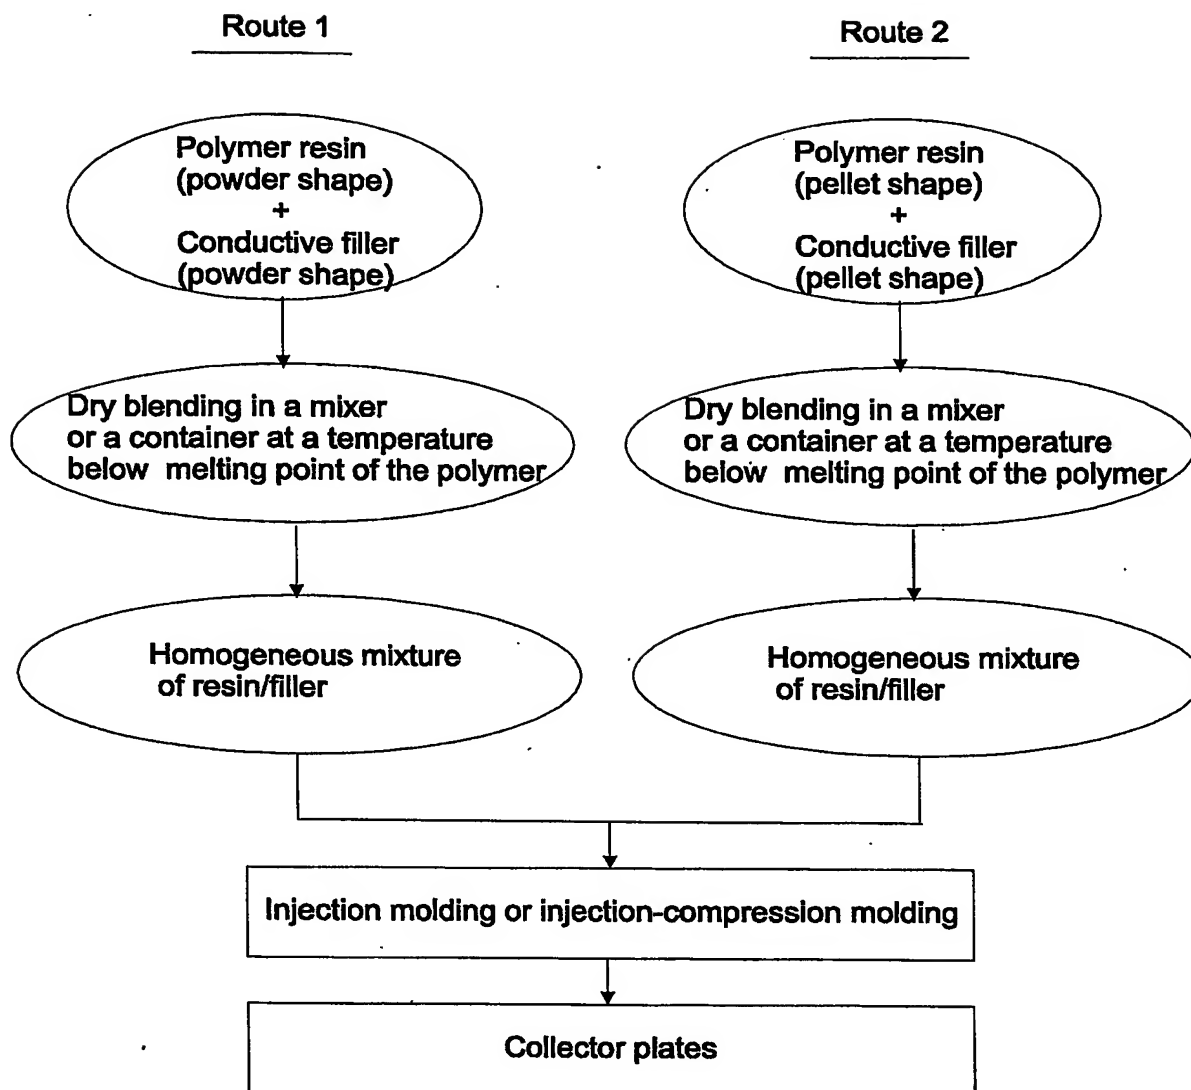 Route 1
Polymer resin
(powder shape)
+
Conductive filler
(powder shape)
Dry blending in a mixer
or a container at a temperature
below melting point of the polymer
Homogeneous mixture
of resin/filler
Route 2
Polymer resin
(pellet shape)
+
Conductive filler
(pellet shape)
Dry blending in a mixer
or a container at a temperature
below melting point of the polymer
Homogeneous mixture
of resin/filler
Injection molding or injection-compression molding
Collector plates